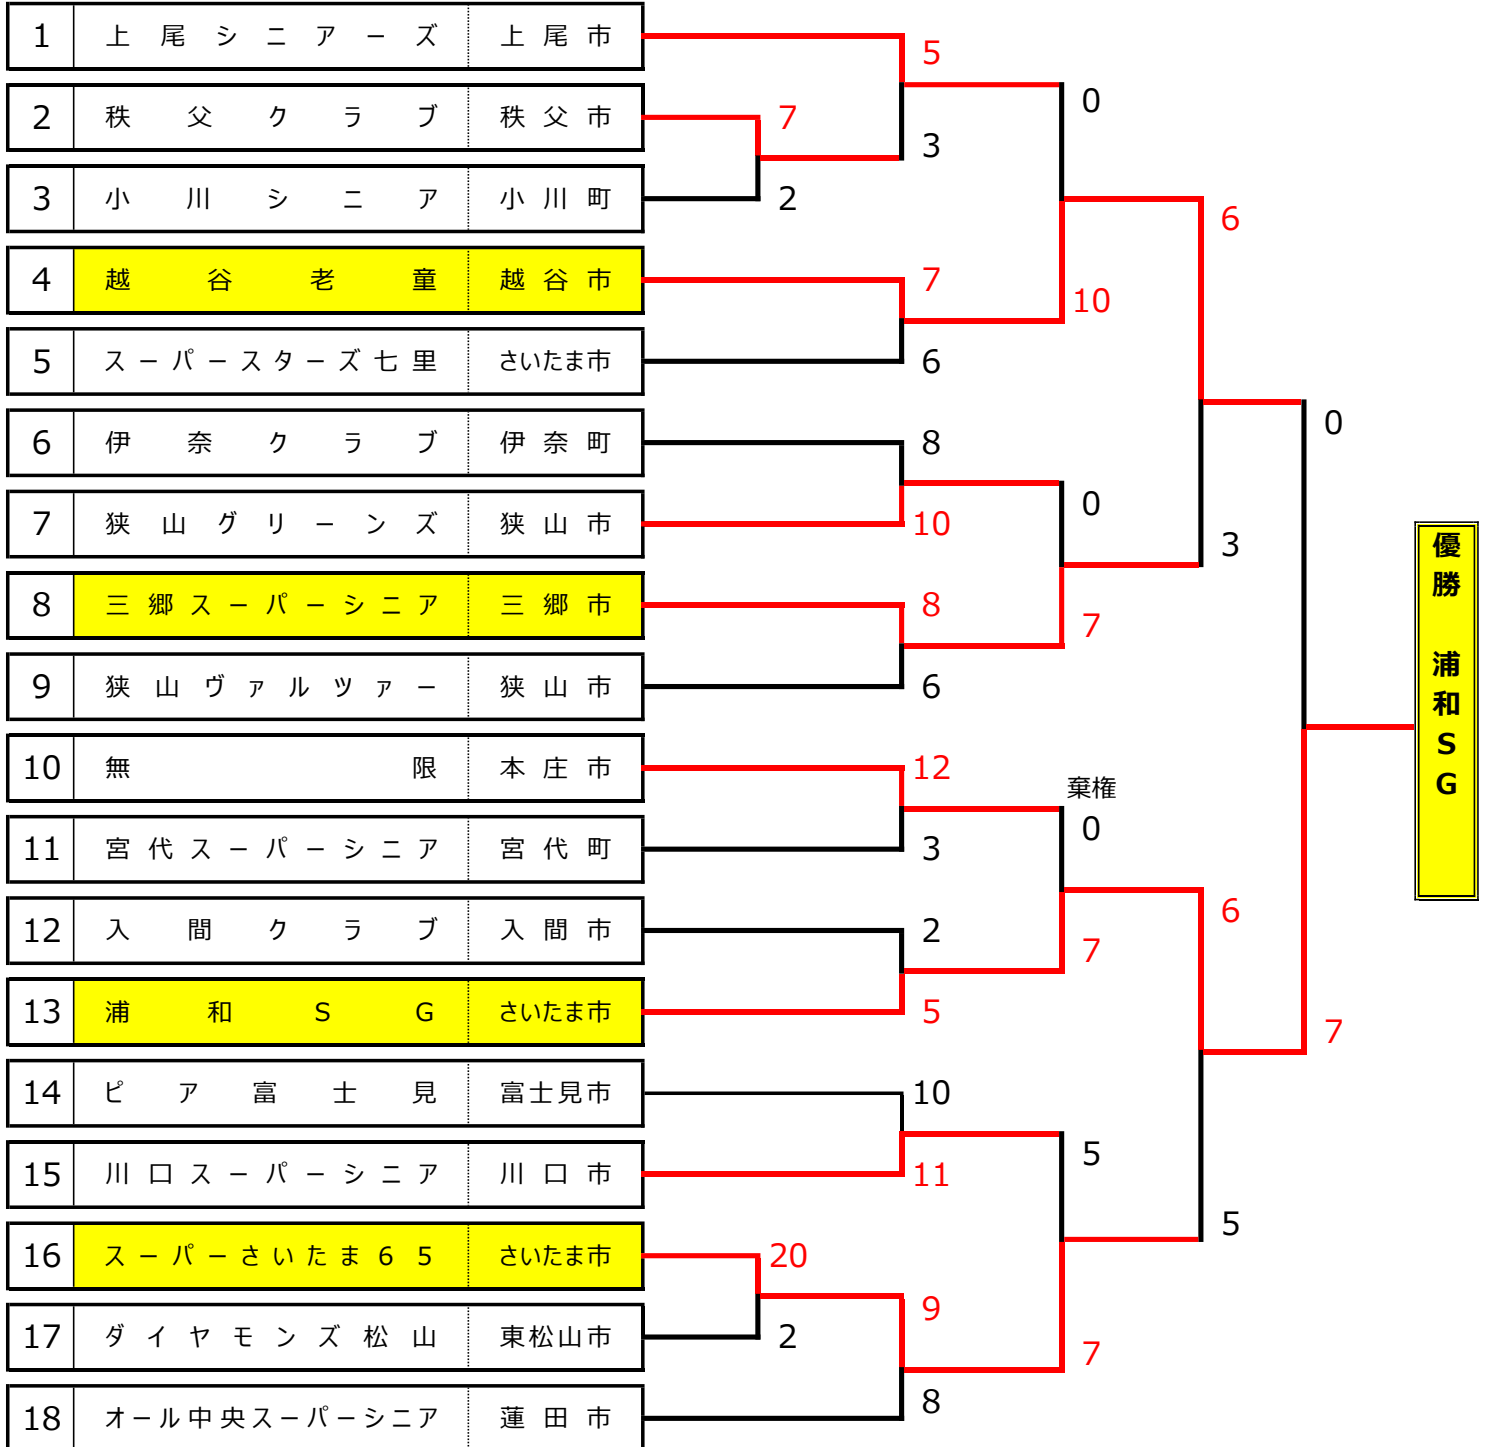 1 上尾シニアーズ 上尾市
2 秩父クラブ 秩父市
3 小川シニア 小川町
4 越谷老童 越谷市
5 スーパースターズ七里 さいたま市
6 伊奈クラブ 伊奈町
7 狭山グリーンズ 狭山市
8 三郷スーパーシニア 三郷市
9 狭山ヴァルツァー 狭山市
10 無限 本庄市
11 宮代スーパーシニア 宮代町
12 入間クラブ 入間市
13 浦和SG さいたま市
14 ピア富士見 富士見市
15 川口スーパーシニア 川口市
16 スーパーさいたま65 さいたま市
17 ダイヤモンズ松山 東松山市
18 オール中央スーパーシニア 蓮田市
7
2
20
2
5
3
7
6
8
10
8
6
12
3
2
5
10
11
9
8
0
10
0
7
棄権
0
7
5
7
6
3
6
5
0
7
優勝 浦和SG